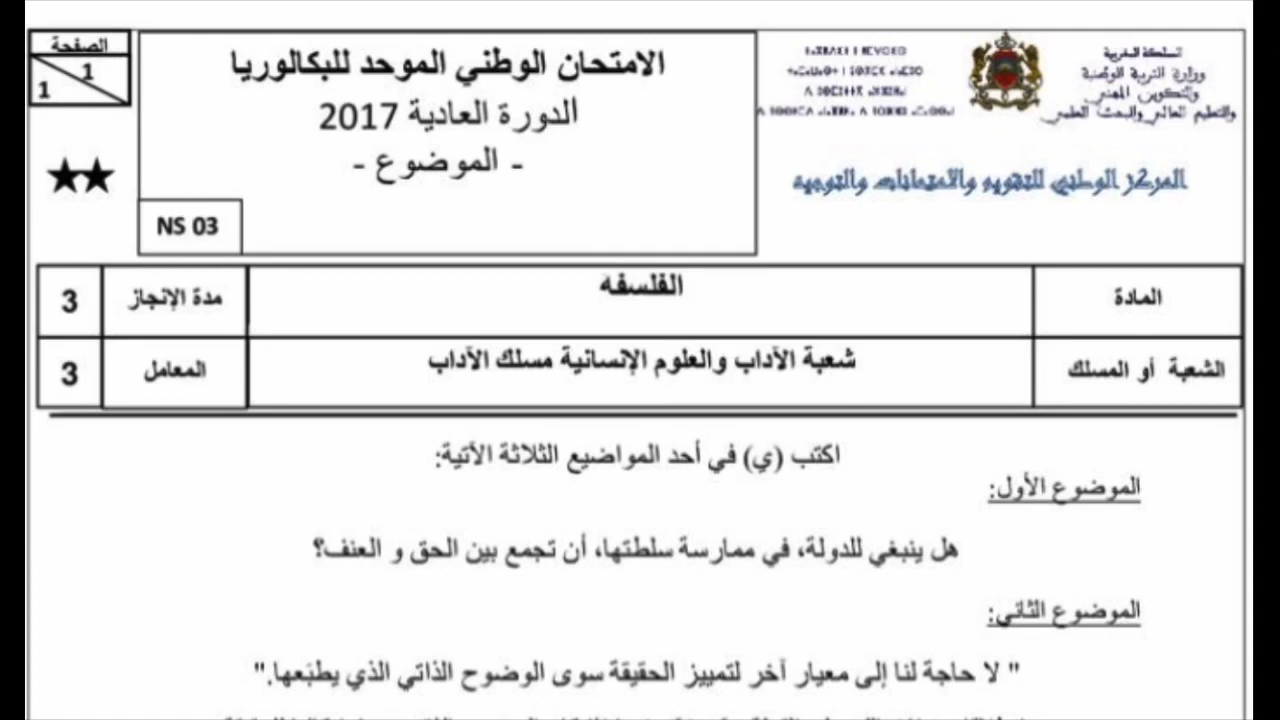 المملكة المغربية
وزارة التربية الوطنية
والتكوين المهني
والتعليم العالي والبحث العلمي
المركز الوطني للتقويم والامتحانات والتوجيه
الامتحان الوطني الموحد للبكالوريا
الدورة العادية 2017
- الموضوع -
NS 03
الصفحة
1
1
★★
المادة
الفلسفة
مدة الإنجاز
3
الشعبة أو المسلك
شعبة الآداب والعلوم الإنسانية مسلك الآداب
المعامل
3
اكتب (ي) في أحد المواضيع الثلاثة الآتية:
الموضوع الأول:
هل ينبغي للدولة، في ممارسة سلطتها، أن تجمع بين الحق و العنف؟
الموضوع الثاني:
" لا حاجة لنا إلى معيار آخر لتمييز الحقيقة سوى الوضوح الذاتي الذي يطبَعها."